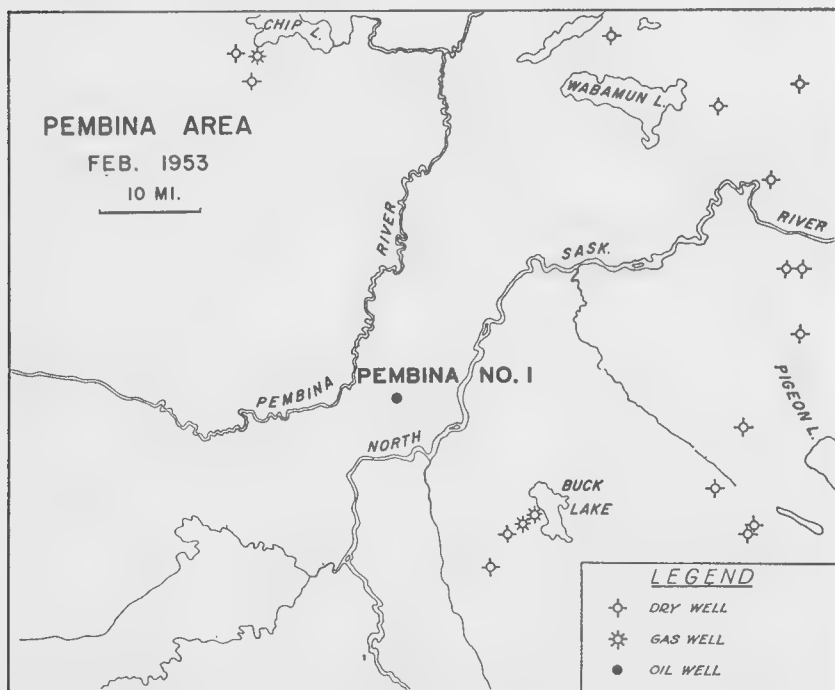 CHIP L.
PEMBINA AREA
FEB. 1953
10 MI.
WABAMUN L.
RIVER
RIVER
SASK.
PEMBINA
PEMBINA NO. 1
PIGEON L.
NORTH
BUCK
LAKE
LEGEND
DRY WELL
GAS WELL
OIL WELL